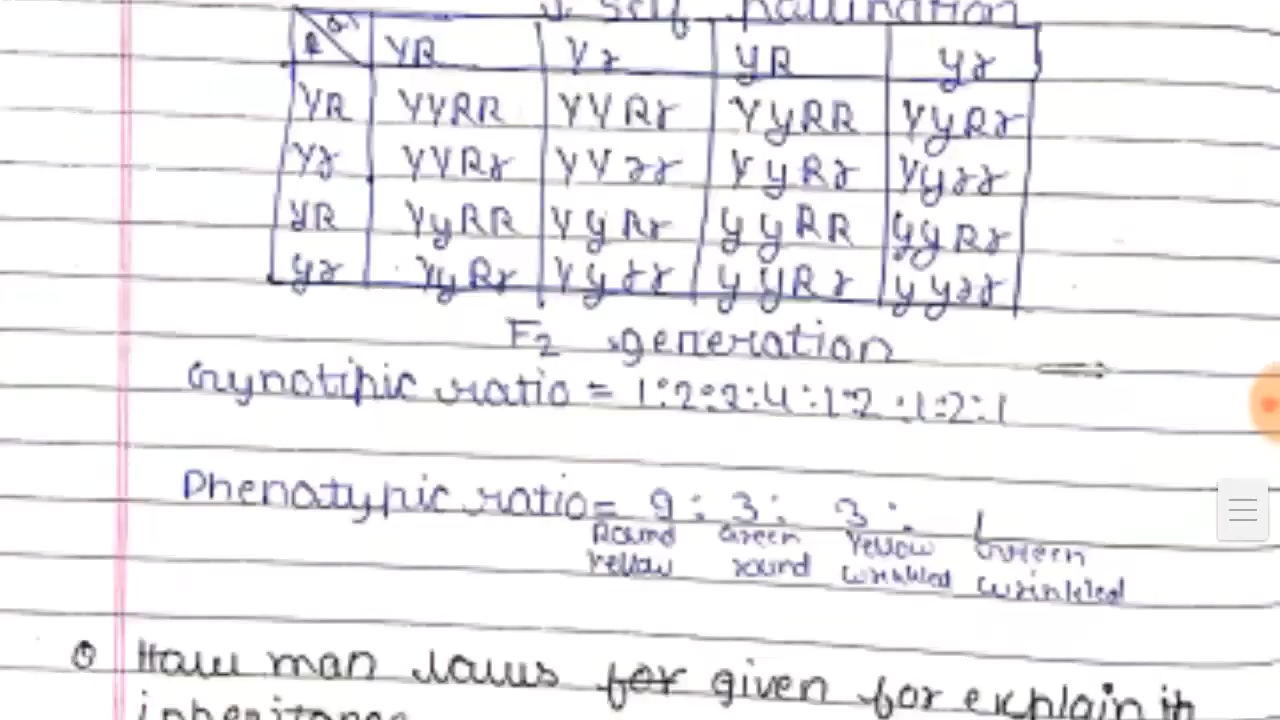 self pallination
YR Yr yR yr
YR YYRR YYRr YyRR YyRr
Yr YYRr YYrr YyRr Yyrr
yR YyRR YyRr yyRR yyRr
yr YyRr Yyrr yyRr yyrr
F2 generation
Gynotipic ratio = 1:2:2:4:1:2:1:2:1
Phenotypic ratio= 9: 3: 3: 1
Round Green Yellow Green
Yellow round wrinkled wrinkled
How man laws for given for explain
inheritance